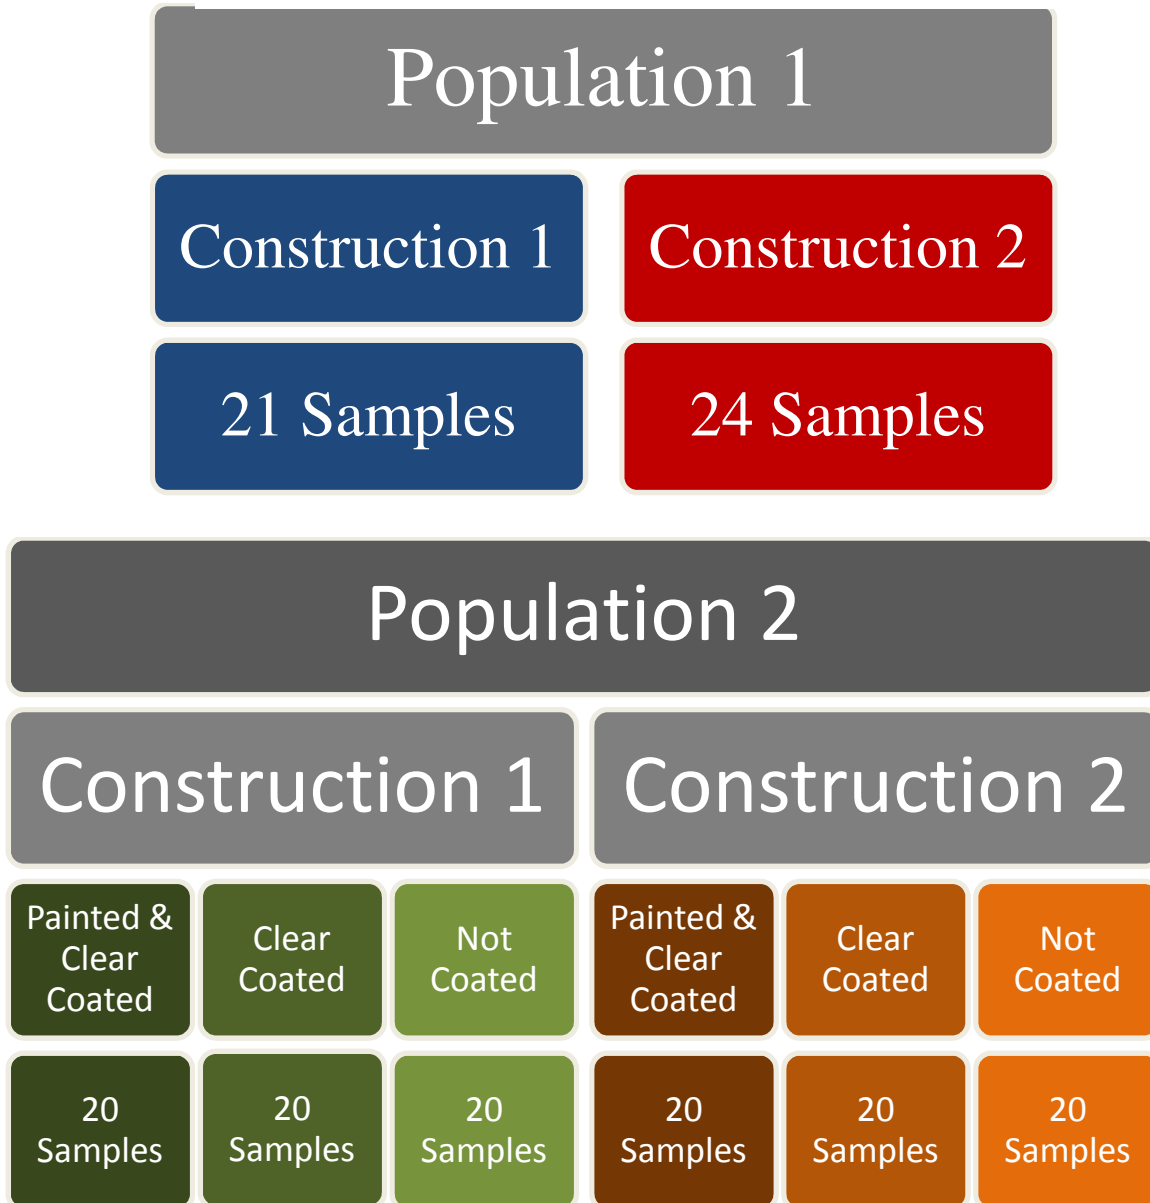 Population 1
Construction 1
Construction 2
21 Samples
24 Samples
Population 2
Construction 1
Construction 2
Painted &
Clear
Coated
Clear
Coated
Not
Coated
Painted &
Clear
Coated
Clear
Coated
Not
Coated
20
Samples
20
Samples
20
Samples
20
Samples
20
Samples
20
Samples